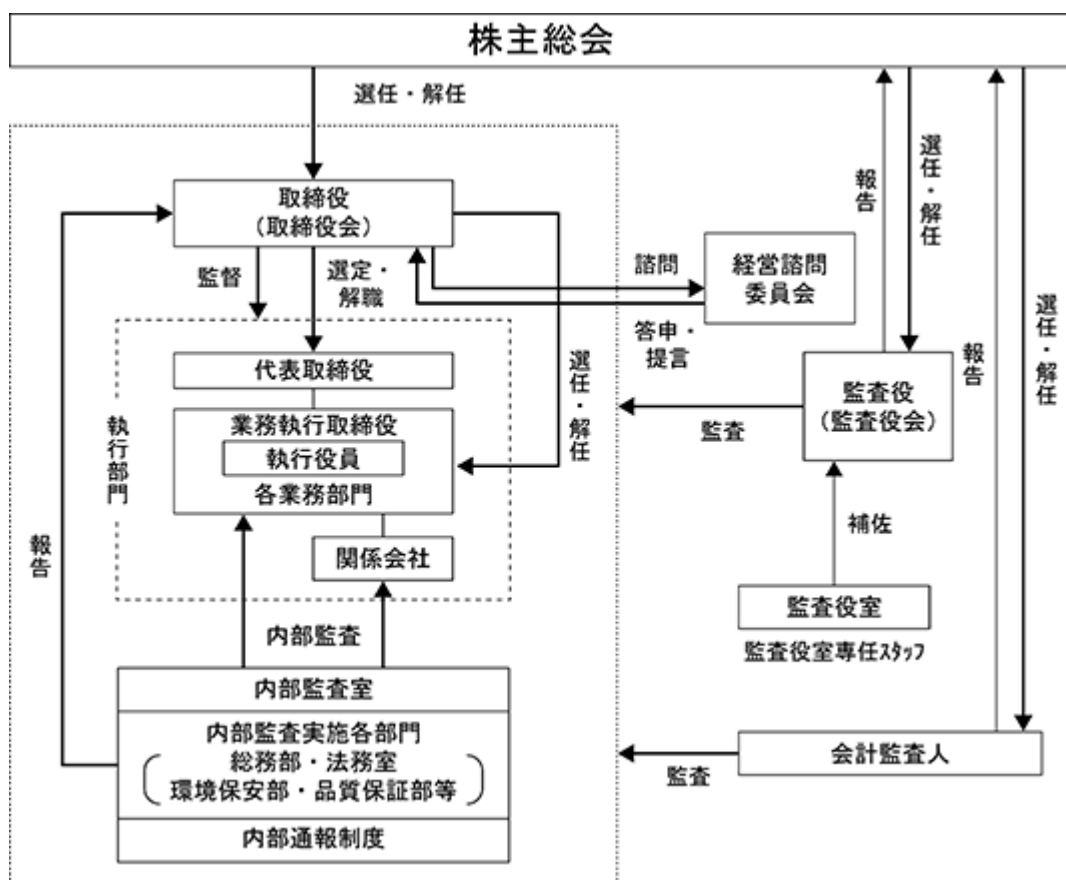 株主総会
選任・解任
取締役
(取締役会)
監督
選定・
解職
諮問
経営諮問
委員会
答申・
提言
報告
選任・解任
選任・解任
報告
選任・解任
執行部門
代表取締役
業務執行取締役
執行役員
各業務部門
関係会社
監査
監査役
(監査役会)
補佐
監査役室
監査役室専任スタッフ
報告
内部監査
内部監査室
内部監査実施各部門
総務部・法務室
環境保安部・品質保証部等
内部通報制度
監査
会計監査人